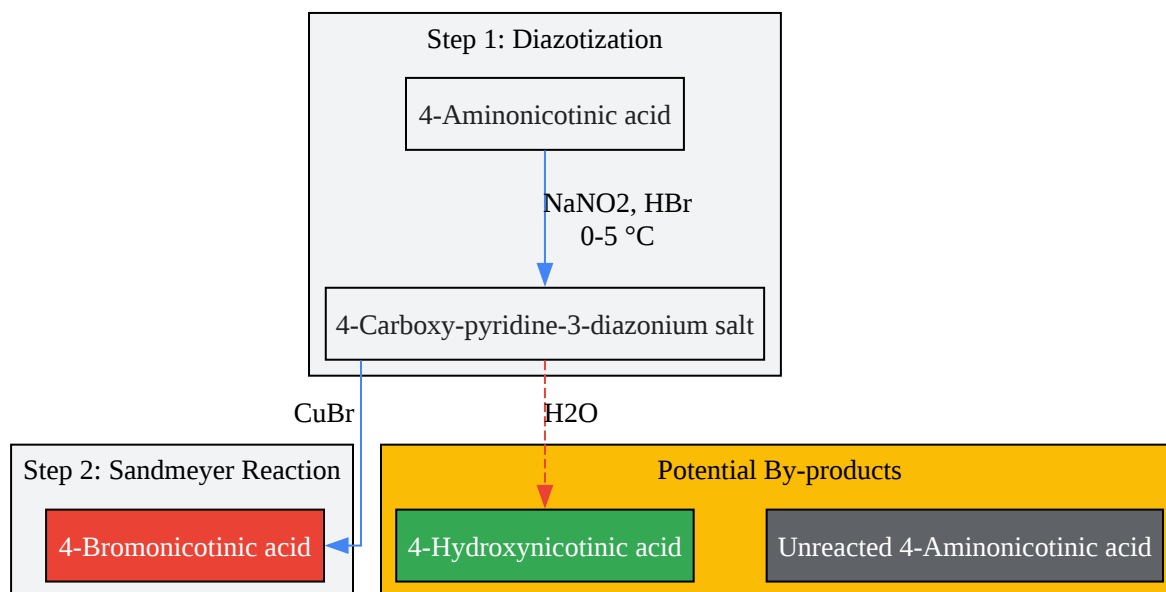 Step 1: Diazotization
4-Aminonicotinic acid
NaNO2, HBr
0-5 °C
4-Carboxy-pyridine-3-diazonium salt
CuBr
H2O
Step 2: Sandmeyer Reaction
4-Bromonicotinic acid
Potential By-products
4-Hydroxynicotinic acid
Unreacted 4-Aminonicotinic acid